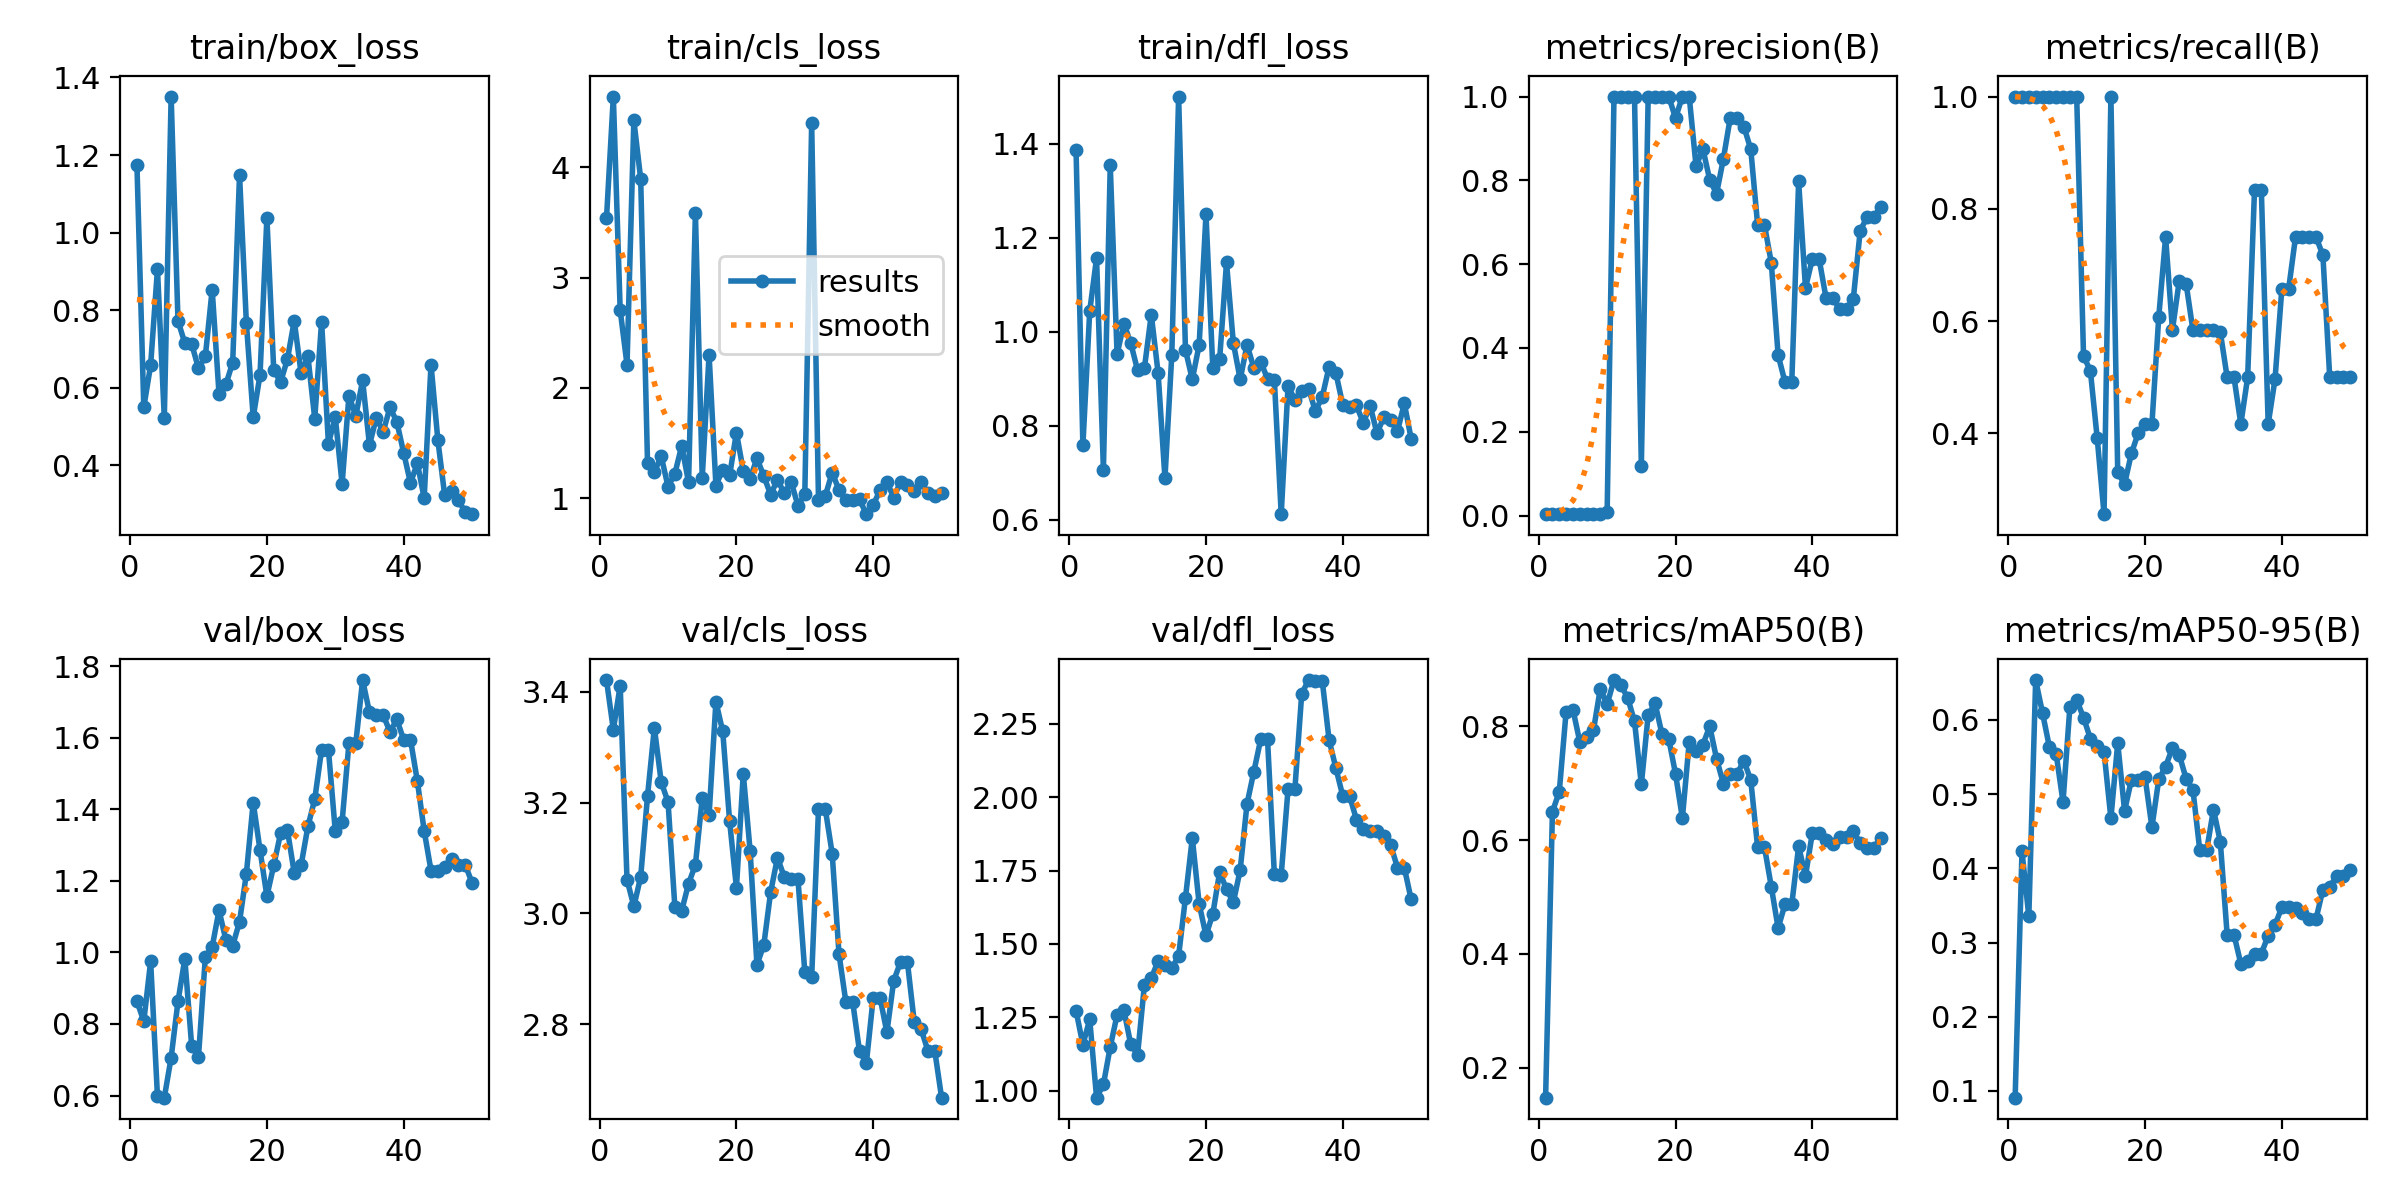 train/box_loss
train/cls_loss
train/dfl_loss
metrics/precision(B)
metrics/recall(B)
1.4
1.2
1.0
0.8
0.6
0.4
0 20 40
4
3
2
1
results
smooth
0 20 40
1.4
1.2
1.0
0.8
0.6
0 20 40
1.0
0.8
0.6
0.4
0.2
0.0
0 20 40
1.0
0.8
0.6
0.4
0 20 40
val/box_loss
val/cls_loss
val/dfl_loss
metrics/mAP50(B)
metrics/mAP50-95(B)
1.8
1.6
1.4
1.2
1.0
0.8
0.6
0 20 40
3.4
3.2
3.0
2.8
0 20 40
2.25
2.00
1.75
1.50
1.25
1.00
0 20 40
0.8
0.6
0.4
0.2
0 20 40
0.6
0.5
0.4
0.3
0.2
0.1
0 20 40